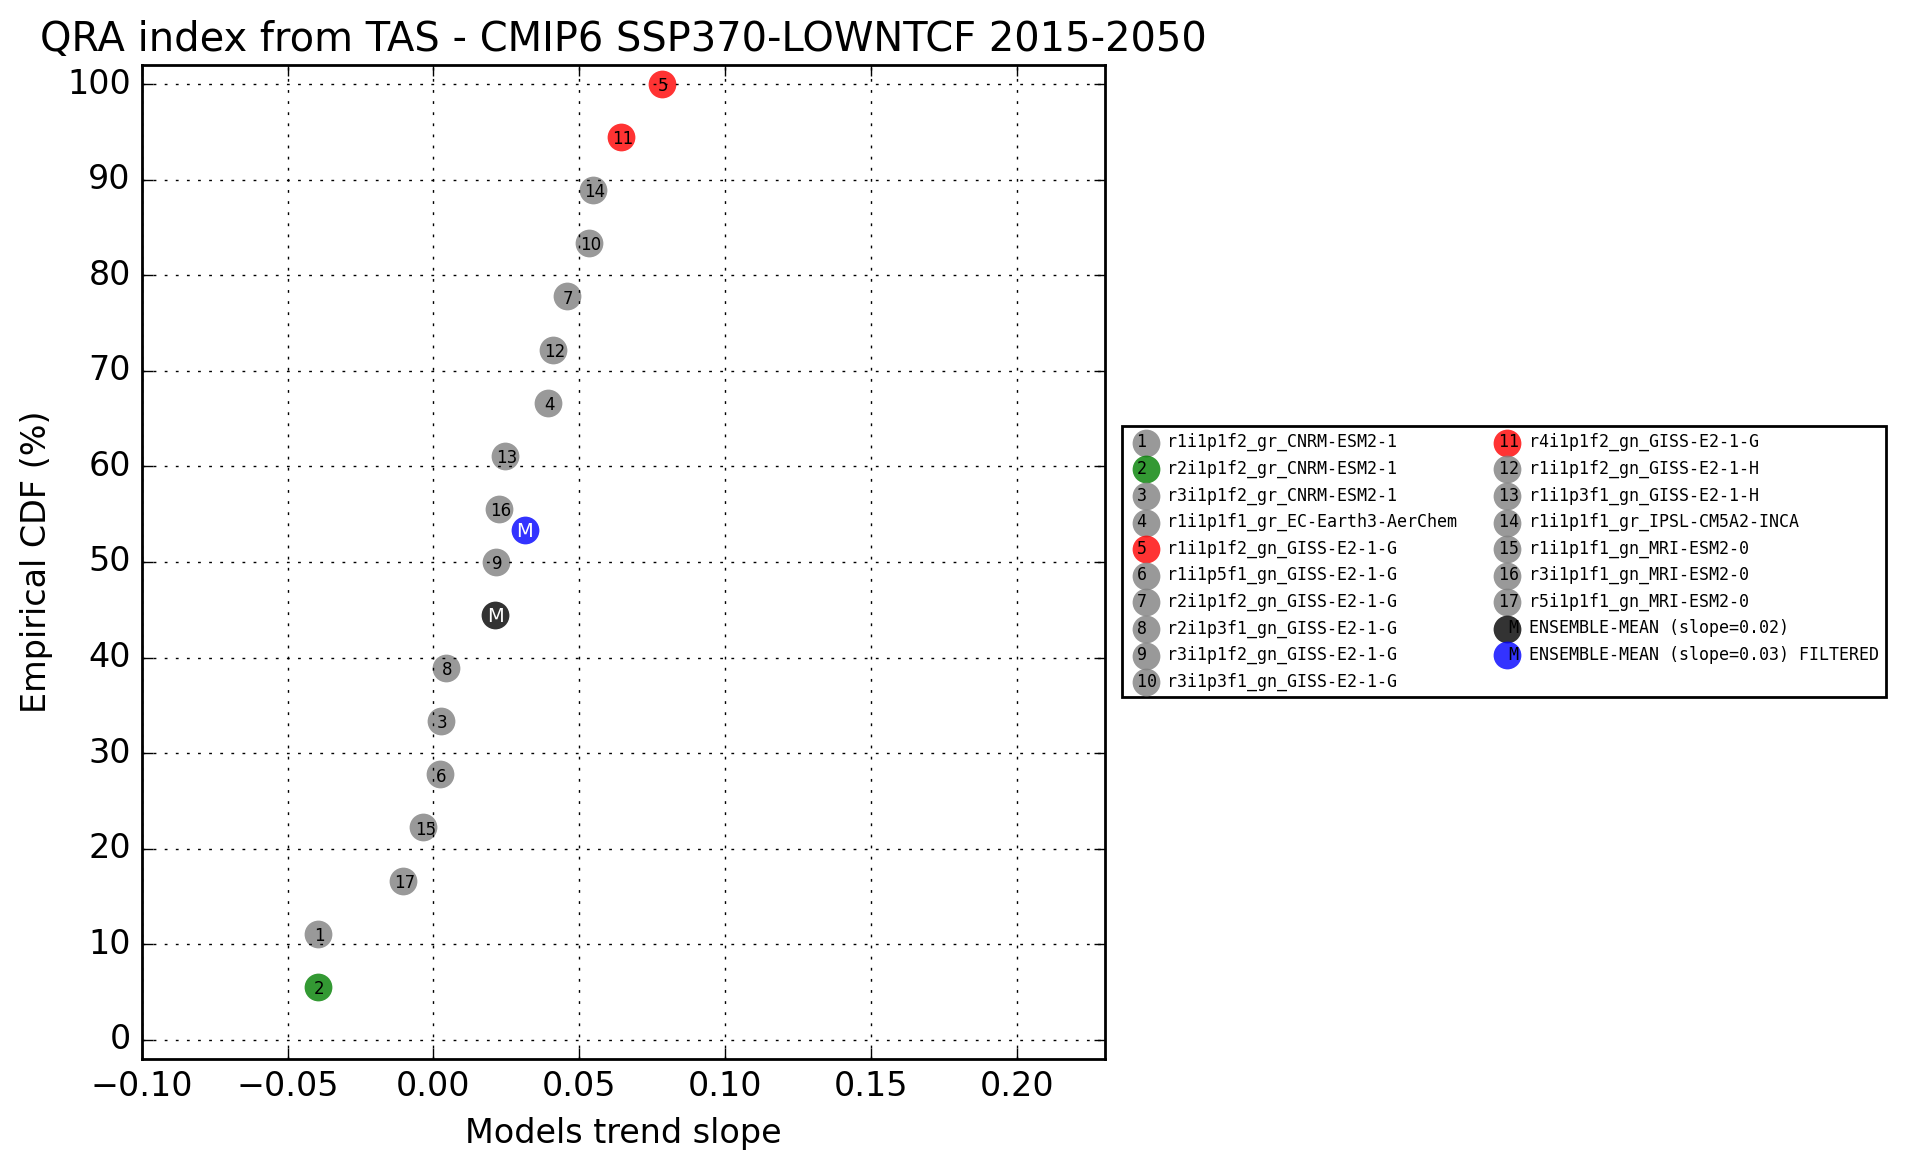 QRA index from TAS - CMIP6 SSP370-LOWNTCF 2015-2050
Empirical CDF (%)
100
90
80
70
60
50
40
30
20
10
0
5
11
14
10
7
12
4
13
16
M
9
M
8
3
6
15
17
1
2
−0.10 −0.05 0.00 0.05 0.10 0.15 0.20
Models trend slope
1 r1i1p1f2_gr_CNRM-ESM2-1
2 r2i1p1f2_gr_CNRM-ESM2-1
3 r3i1p1f2_gr_CNRM-ESM2-1
4 r1i1p1f1_gr_EC-Earth3-AerChem
5 r1i1p1f2_gn_GISS-E2-1-G
6 r1i1p5f1_gn_GISS-E2-1-G
7 r2i1p1f2_gn_GISS-E2-1-G
8 r2i1p3f1_gn_GISS-E2-1-G
9 r3i1p1f2_gn_GISS-E2-1-G
10 r3i1p3f1_gn_GISS-E2-1-G
11 r4i1p1f2_gn_GISS-E2-1-G
12 r1i1p1f2_gn_GISS-E2-1-H
13 r1i1p3f1_gn_GISS-E2-1-H
14 r1i1p1f1_gr_IPSL-CM5A2-INCA
15 r1i1p1f1_gn_MRI-ESM2-0
16 r3i1p1f1_gn_MRI-ESM2-0
17 r5i1p1f1_gn_MRI-ESM2-0
M ENSEMBLE-MEAN (slope=0.02)
M ENSEMBLE-MEAN (slope=0.03) FILTERED